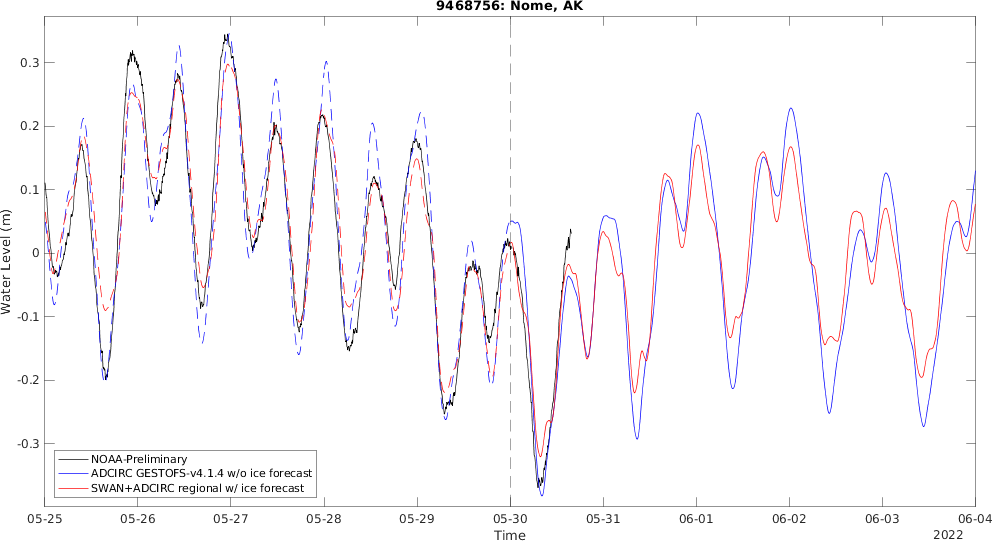 9468756: Nome, AK
0.3
0.2
0.1
0
-0.1
-0.2
-0.3
Water Level (m)
NOAA-Preliminary
ADCIRC GESTOFS-v4.1.4 w/o ice forecast
SWAN+ADCIRC regional w/ ice forecast
05-25 05-26 05-27 05-28 05-29 05-30 05-31 06-01 06-02 06-03 06-04
Time
2022